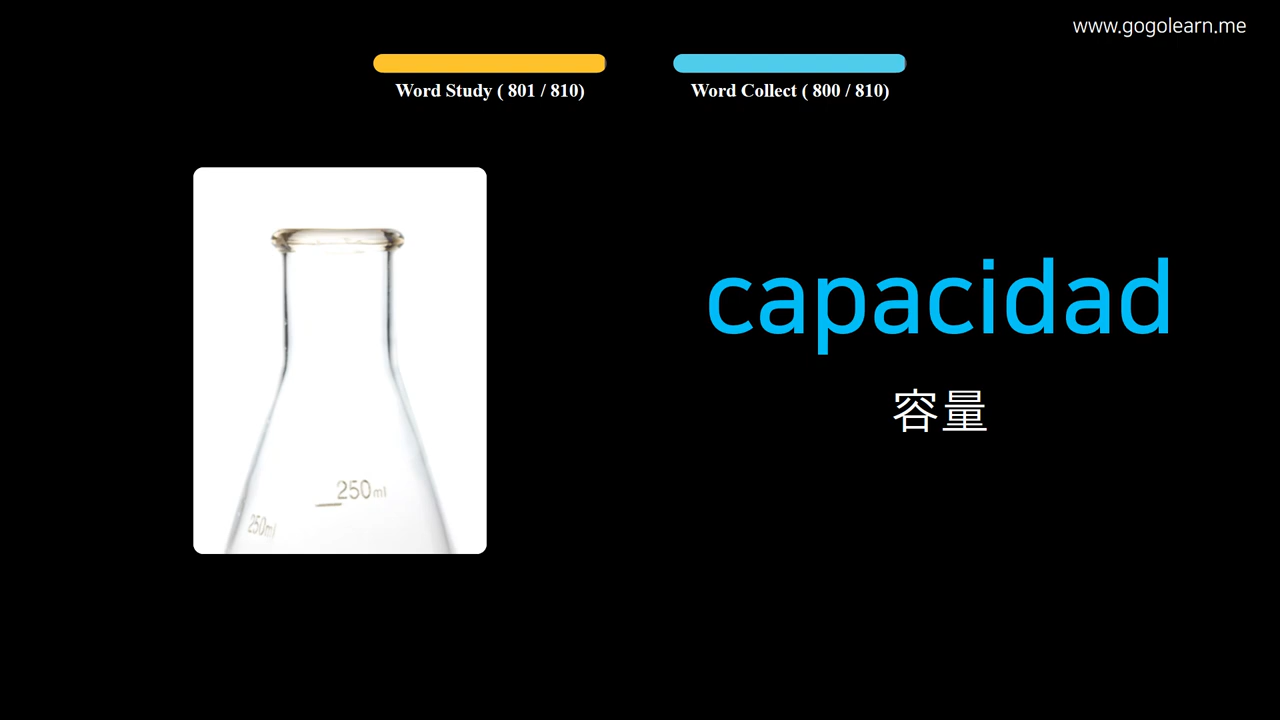 www.gogolearn.me
Word Study ( 801 / 810)
Word Collect ( 800 / 810)
capacidad
容量
250ml
250ml